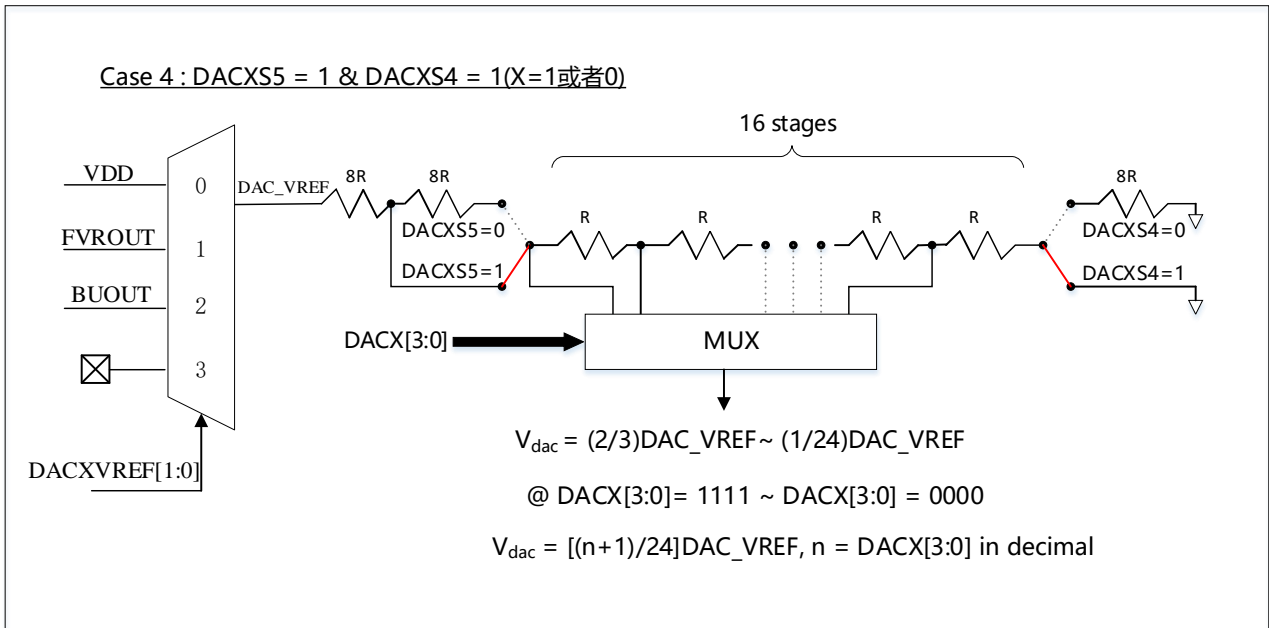 Case 4 : DACXS5 = 1 & DACXS4 = 1(X=1或者0)
16 stages
VDD
0
DAC_VREF
8R
8R
8R
DACXS5=0
R
R
R
R
DACXS4=0
FVROUT
1
DACXS5=1
DACXS4=1
BUOUT
2
DACX[3:0]
MUX
3
Vdac = (2/3)DAC_VREF~ (1/24)DAC_VREF
DACXVREF[1:0]
@ DACX[3:0]= 1111 ~ DACX[3:0] = 0000
Vdac = [(n+1)/24]DAC_VREF, n = DACX[3:0] in decimal